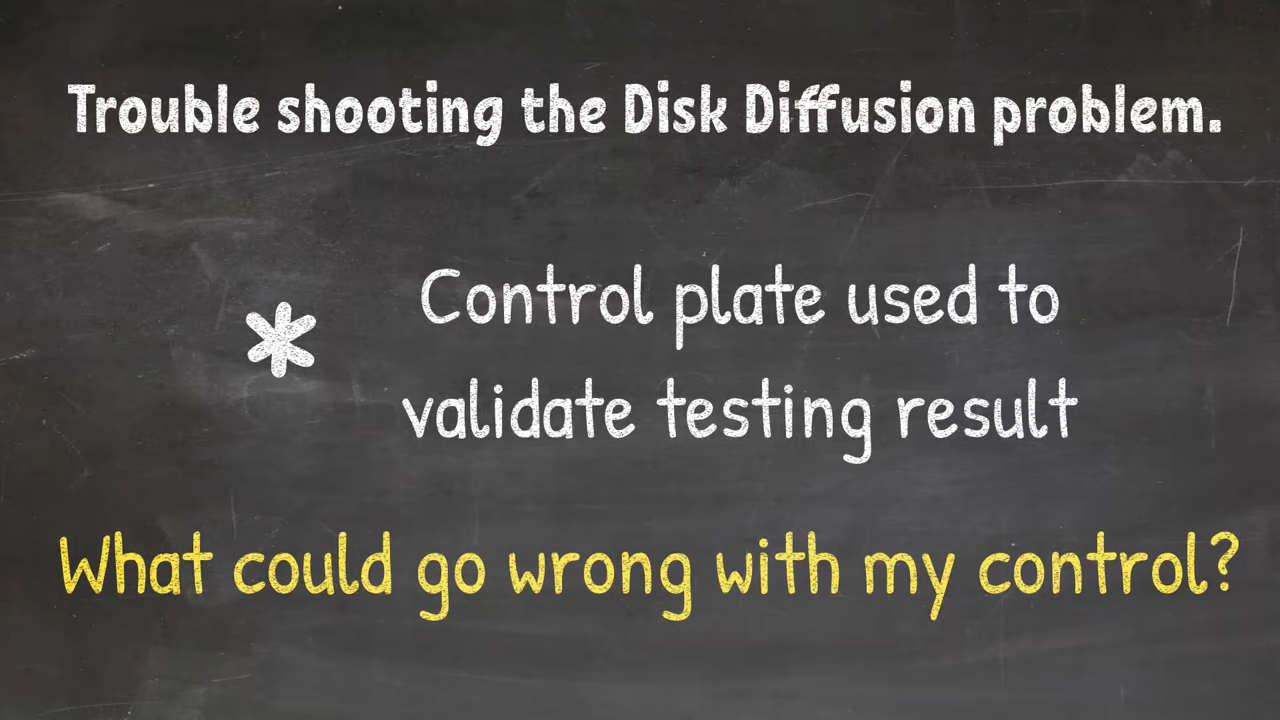 Trouble shooting the Disk Diffusion problem.
* Control plate used to
validate testing result
What could go wrong with my control?